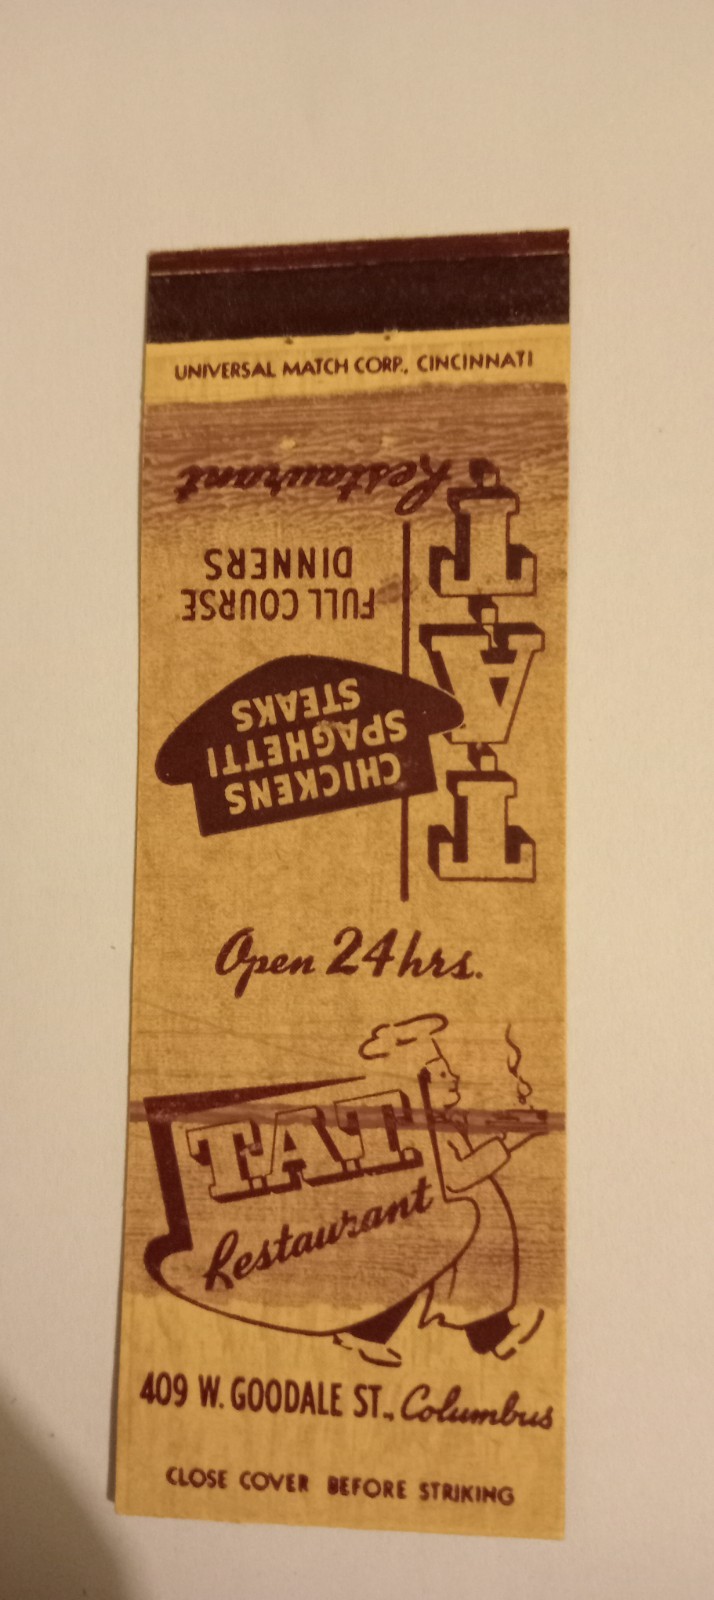 UNIVERSAL MATCH CORP., CINCINNATI
TAT
Restaurant
CHICKENS
SPAGHETTI
STEAKS
FULL COURSE
DINNERS
Open 24 hrs.
T.A.T.
Restaurant
409 W. GOODALE ST., Columbus
CLOSE COVER BEFORE STRIKING